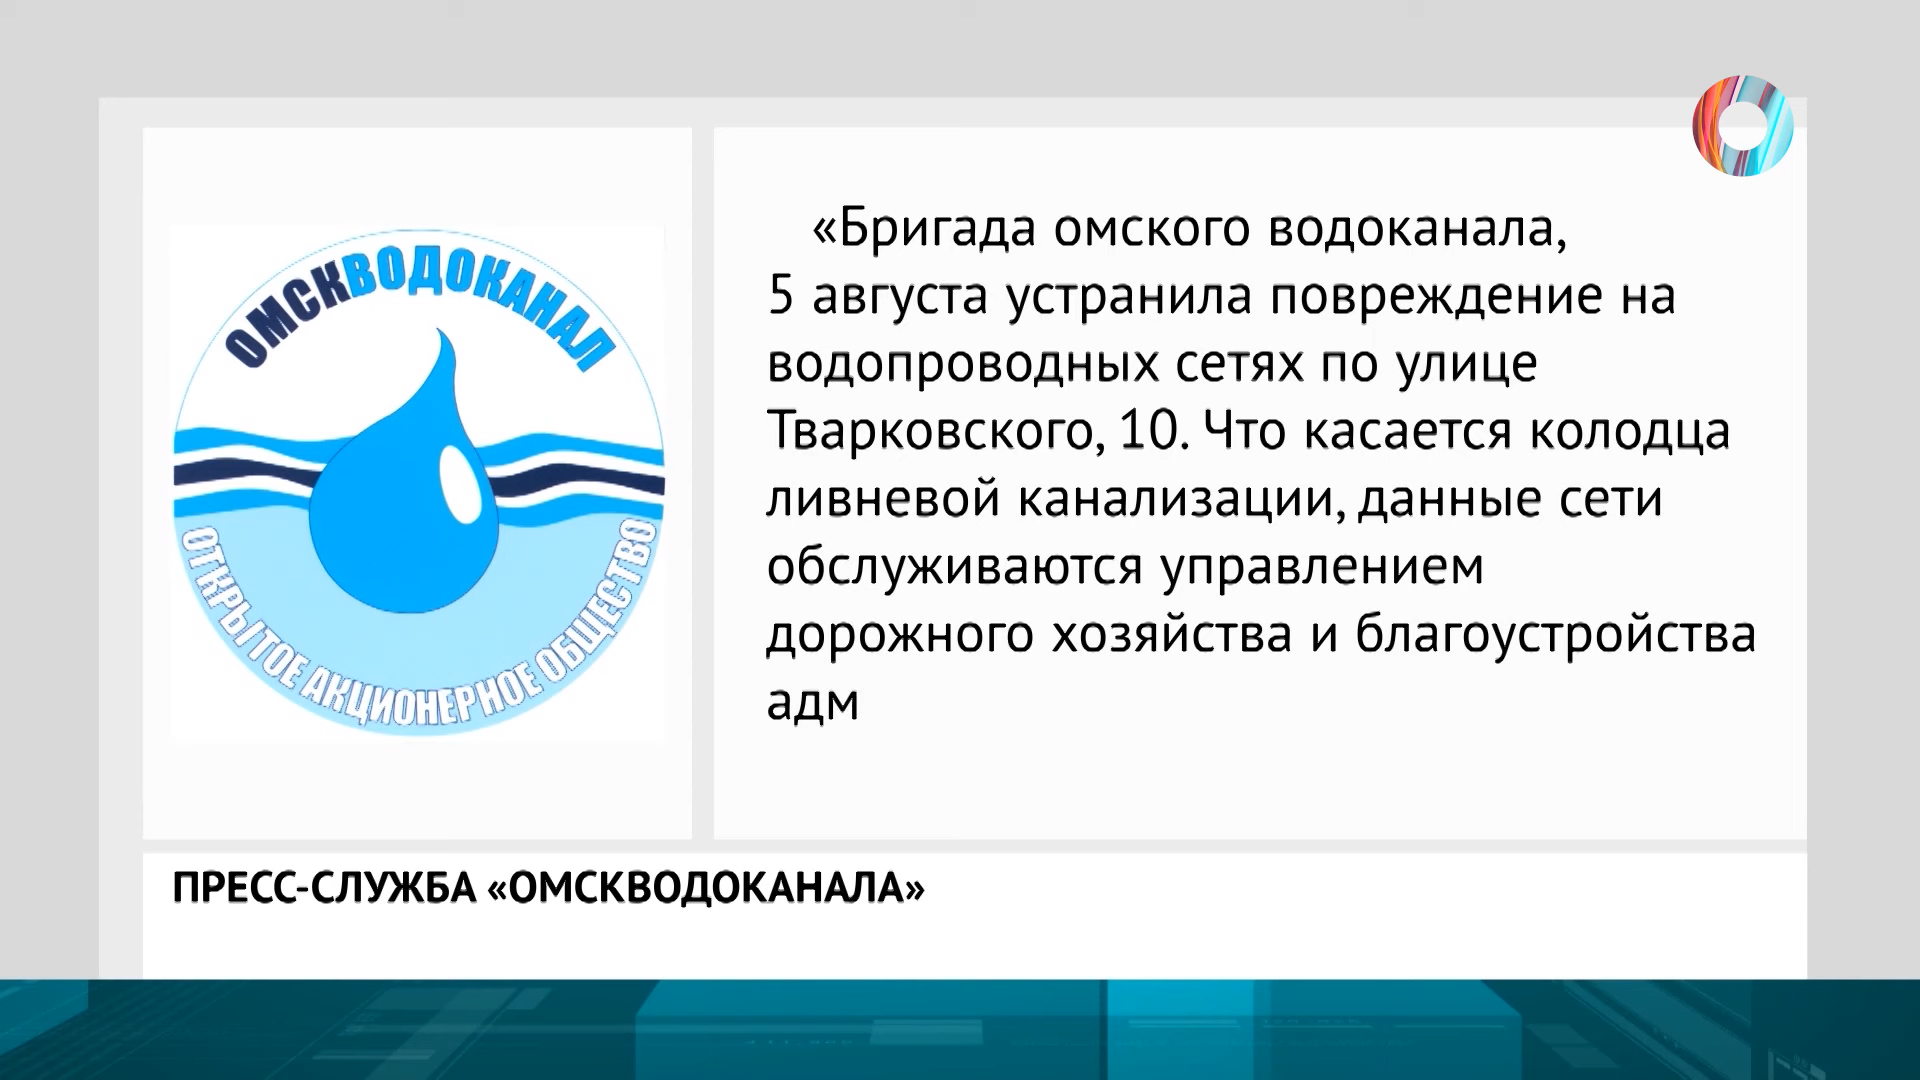 ОМСКВОДОКАНАЛ
ОТКРЫТОЕ АКЦИОНЕРНОЕ ОБЩЕСТВО
«Бригада омского водоканала,
5 августа устранила повреждение на
водопроводных сетях по улице
Тварковского, 10. Что касается колодца
ливневой канализации, данные сети
обслуживаются управлением
дорожного хозяйства и благоустройства
адм
ПРЕСС-СЛУЖБА «ОМСКВОДОКАНАЛА»